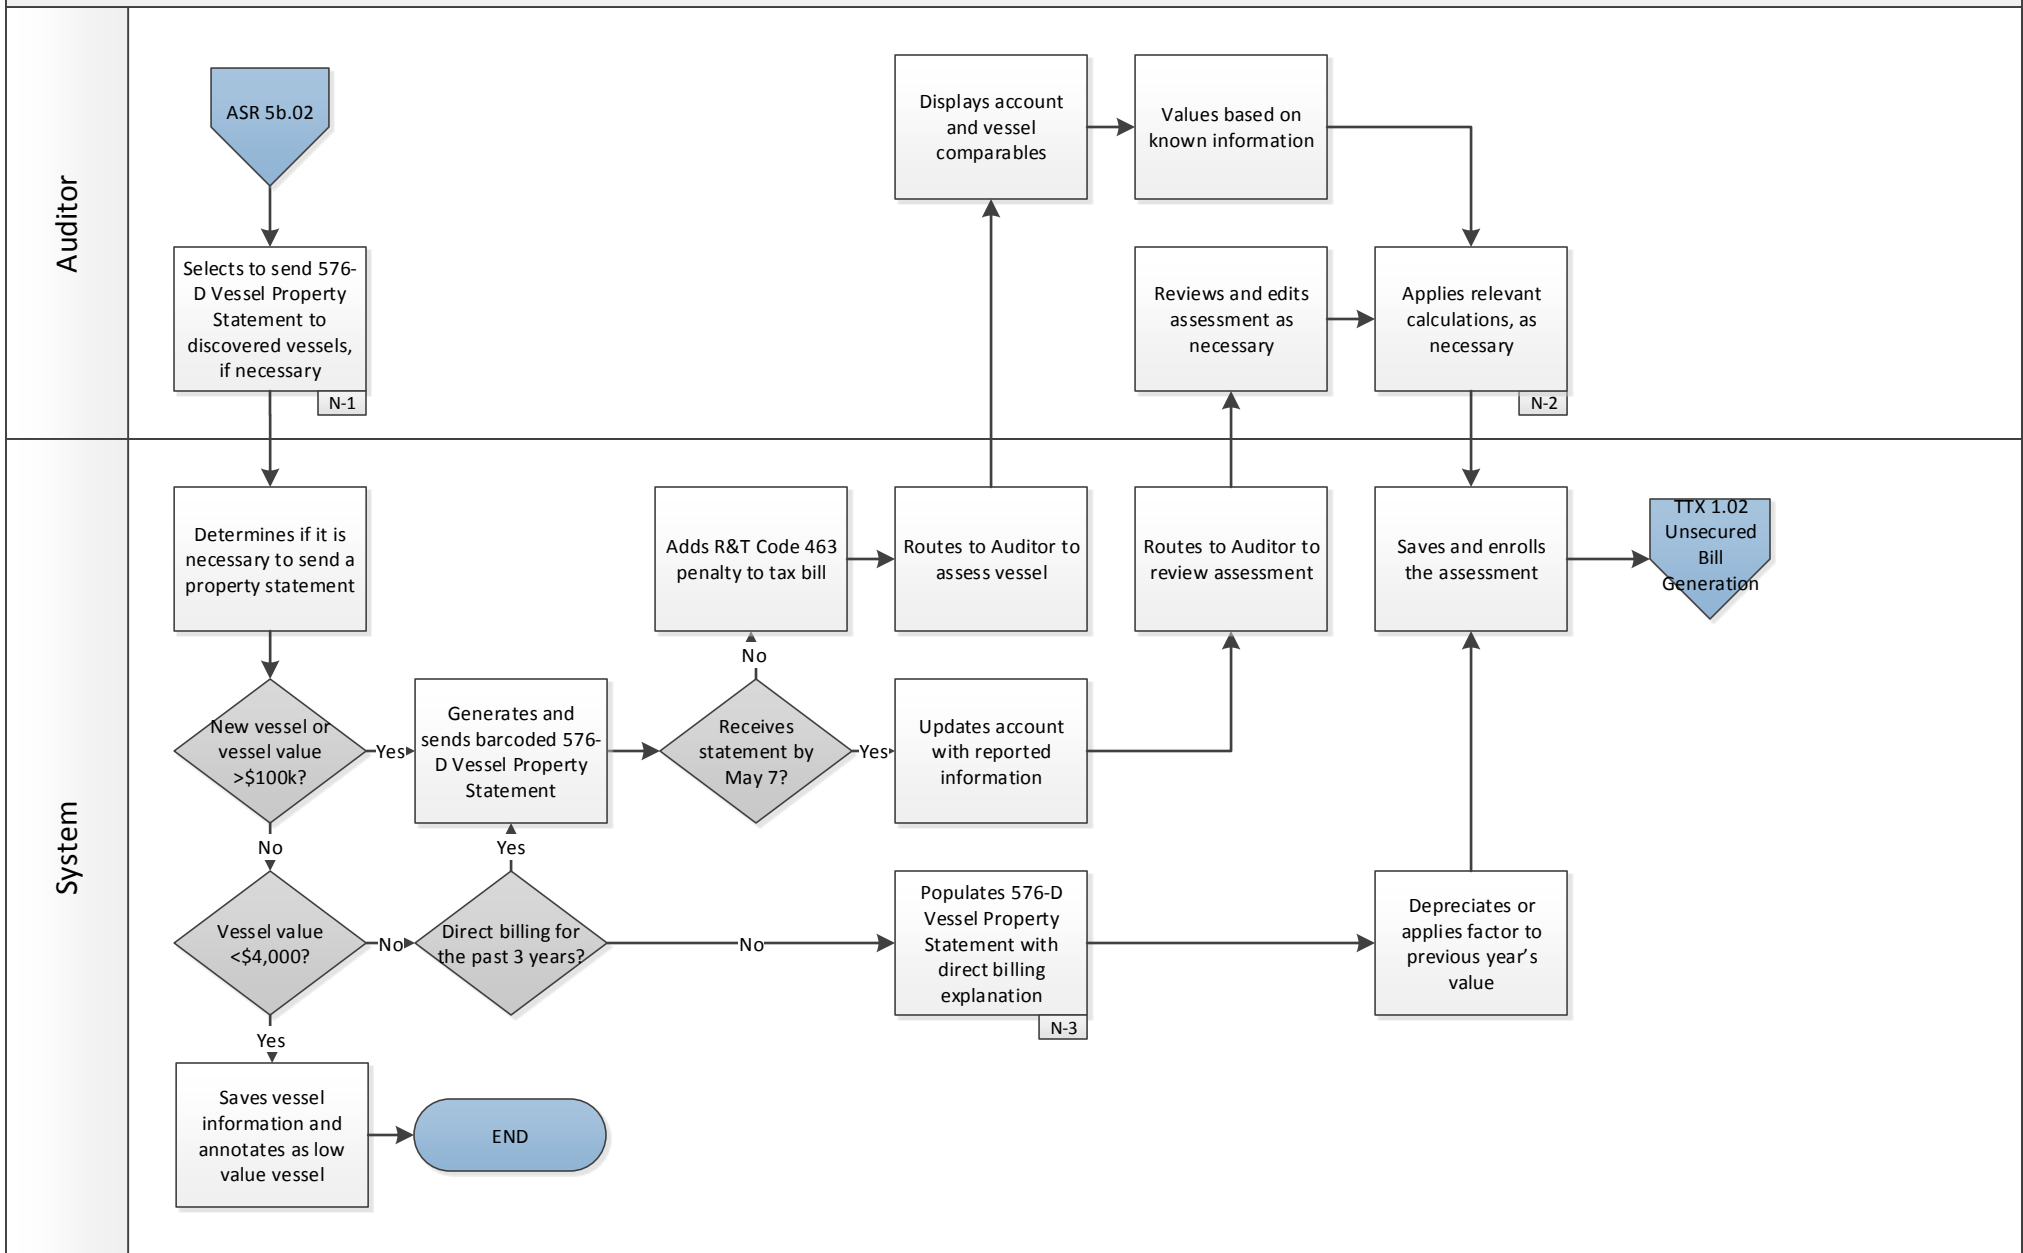 Auditor
ASR 5b.02
Selects to send 576-
D Vessel Property
Statement to
discovered vessels,
if necessary
N-1
Displays account
and vessel
comparables
Values based on
known information
Reviews and edits
assessment as
necessary
Applies relevant
calculations, as
necessary
N-2
System
Determines if it is
necessary to send a
property statement
Adds R&T Code 463
penalty to tax bill
Routes to Auditor to
assess vessel
Routes to Auditor to
review assessment
Saves and enrolls
the assessment
TTX 1.02
Unsecured
Bill
Generation
New vessel or
vessel value
>$100k?
Yes
Generates and
sends barcoded 576-
D Vessel Property
Statement
No
Receives
statement by
May 7?
Yes
Updates account
with reported
information
No
Yes
Vessel value
<$4,000?
No
Direct billing for
the past 3 years?
No
Populates 576-D
Vessel Property
Statement with
direct billing
explanation
N-3
Depreciates or
applies factor to
previous year’s
value
Yes
Saves vessel
information and
annotates as low
value vessel
END